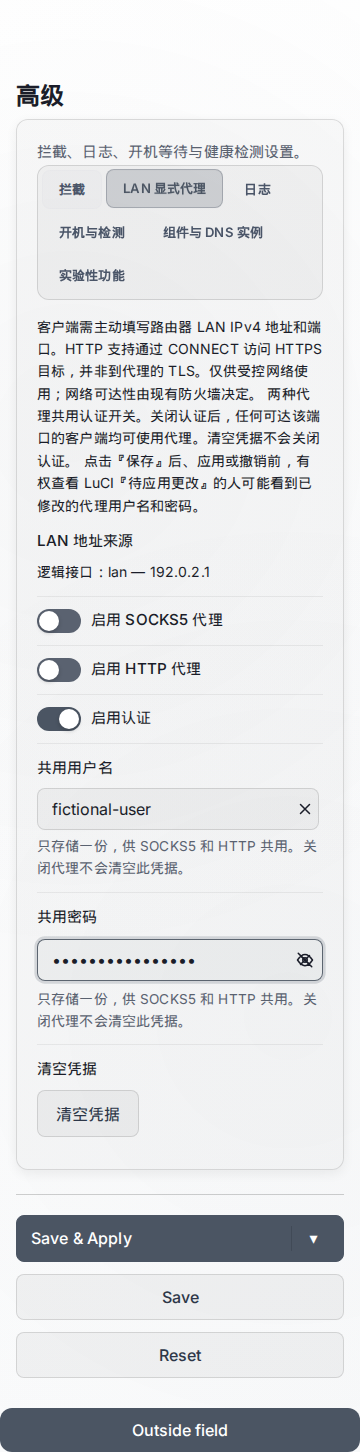 高级
拦截、日志、开机等待与健康检测设置。
拦截
LAN 显式代理
日志
开机与检测
组件与 DNS 实例
实验性功能
客户端需主动填写路由器 LAN IPv4 地址和端
口。HTTP 支持通过 CONNECT 访问 HTTPS
目标，并非到代理的 TLS。仅供受控网络使
用；网络可达性由现有防火墙决定。 两种代
理共用认证开关。关闭认证后，任何可达该端
口的客户端均可使用代理。清空凭据不会关闭
认证。 点击『保存』后、应用或撤销前，有
权查看 LuCI『待应用更改』的人可能看到已
修改的代理用户名和密码。
LAN 地址来源
逻辑接口：lan — 192.0.2.1
启用 SOCKS5 代理
启用 HTTP 代理
启用认证
共用用户名
fictional-user
只存储一份，供 SOCKS5 和 HTTP 共用。关
闭代理不会清空此凭据。
共用密码
••••••••••••••••
只存储一份，供 SOCKS5 和 HTTP 共用。关
闭代理不会清空此凭据。
清空凭据
清空凭据
Save & Apply
Save
Reset
Outside field